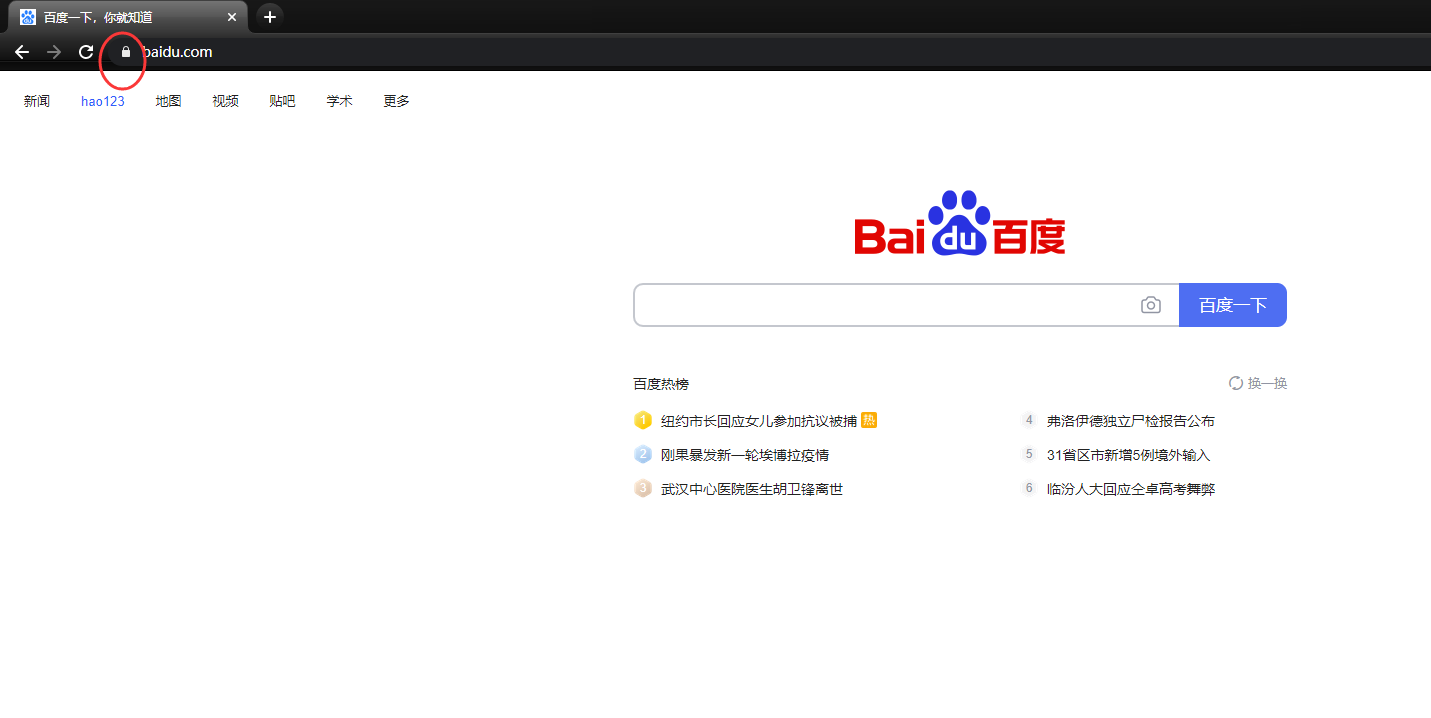 百度一下，你就知道
baidu.com
新闻 hao123 地图 视频 贴吧 学术 更多
Bai du 百度
百度一下
百度热榜 换一换
1 纽约市长回应女儿参加抗议被捕 热
4 弗洛伊德独立尸检报告公布
2 刚果暴发新一轮埃博拉疫情
5 31省区市新增5例境外输入
3 武汉中心医院医生胡卫锋离世
6 临汾人大回应仝卓高考舞弊